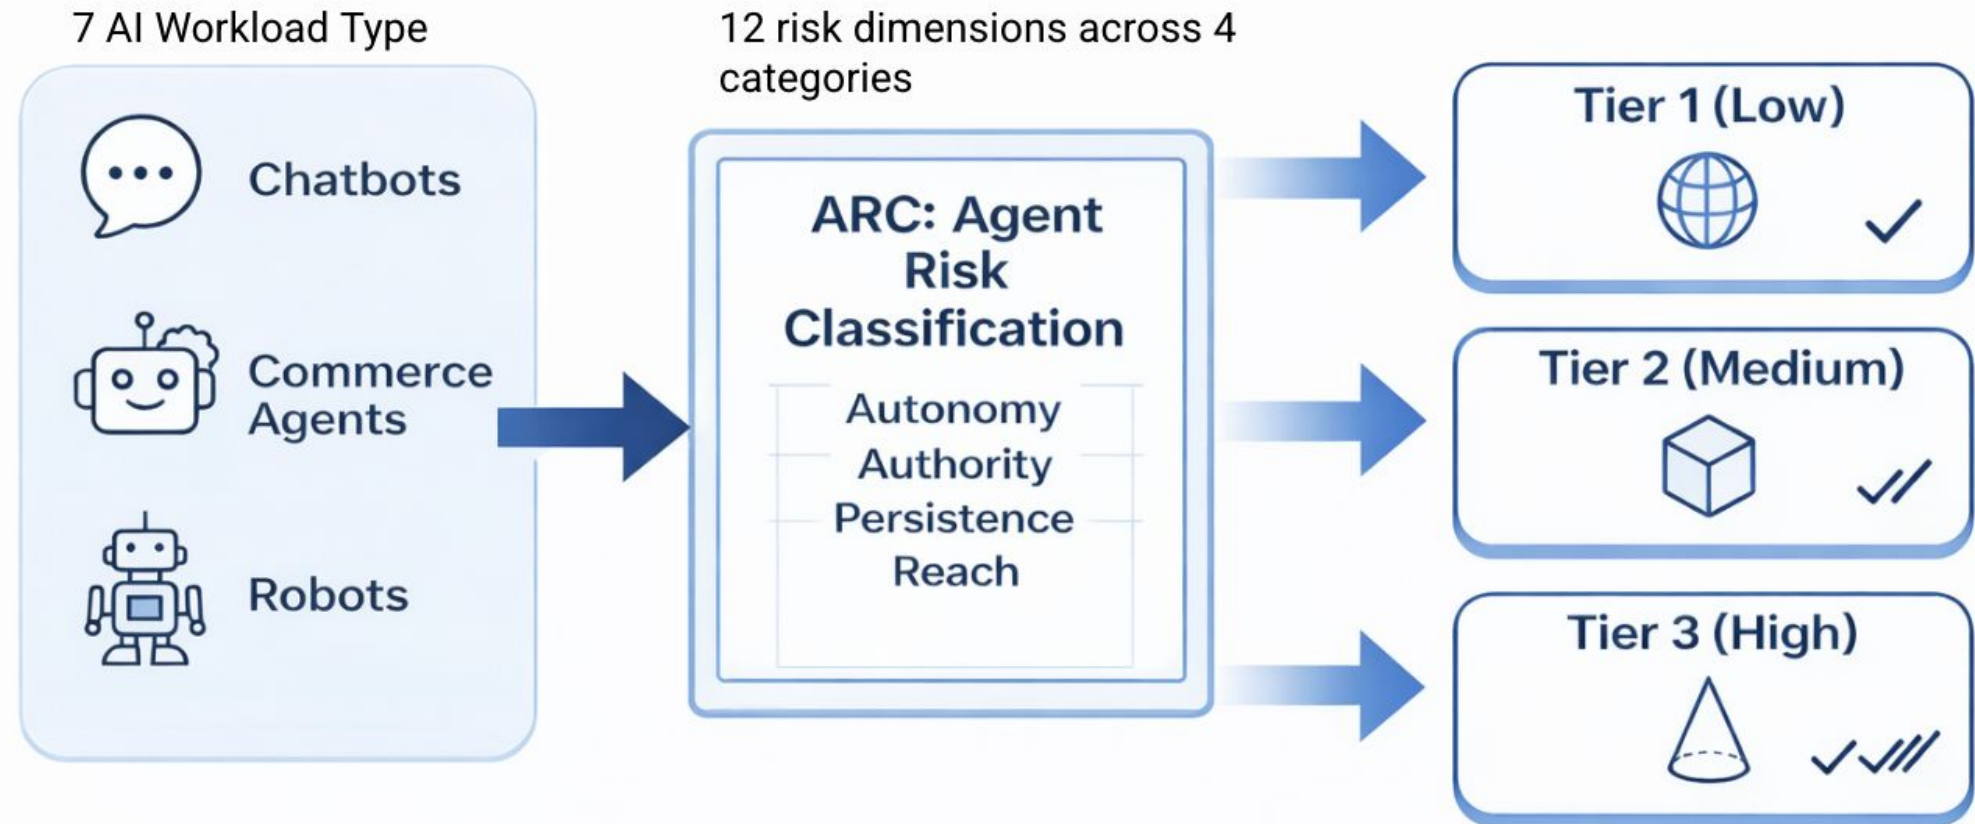 7 AI Workload Type
Chatbots
Commerce
Agents
Robots
12 risk dimensions across 4
categories
ARC: Agent
Risk
Classification
Autonomy
Authority
Persistence
Reach
Tier 1 (Low)
Tier 2 (Medium)
Tier 3 (High)